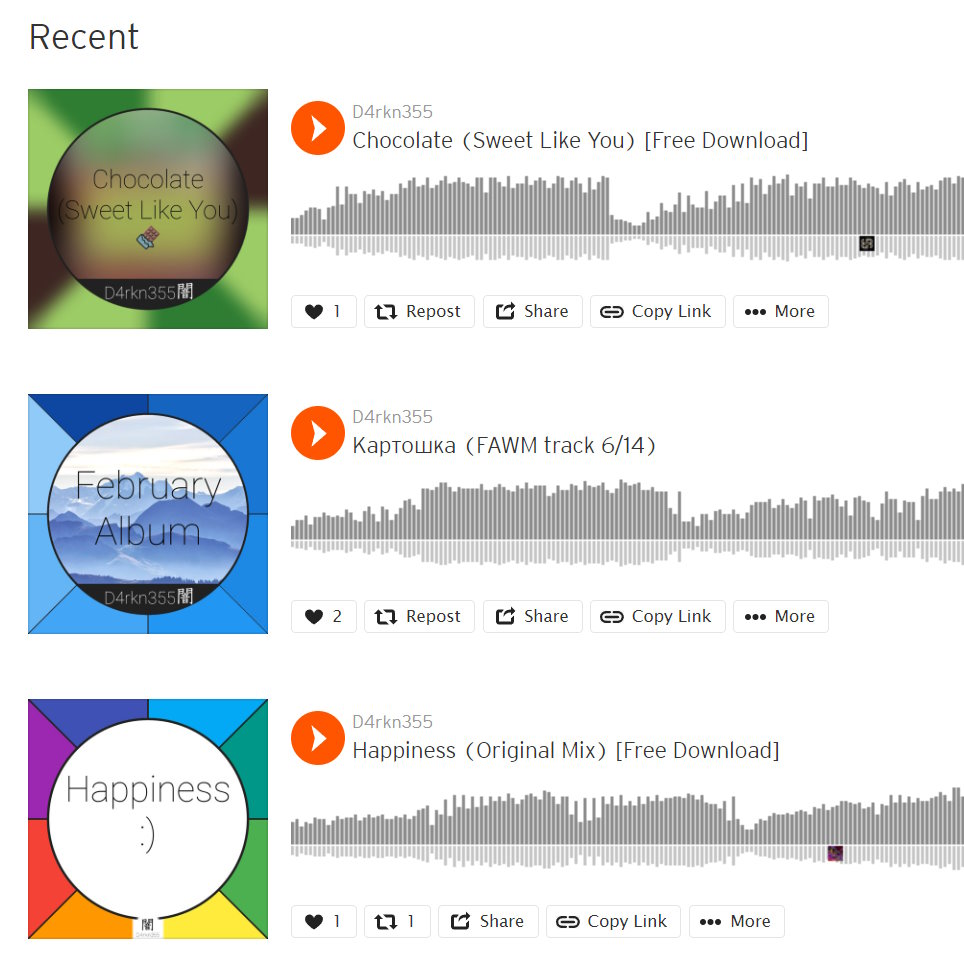 Recent
Chocolate
(Sweet Like You)
D4rkn355闇
D4rkn355
Chocolate (Sweet Like You) [Free Download]
1 Repost Share Copy Link More
February
Album
D4rkn355闇
D4rkn355
Картошка (FAWM track 6/14)
2 Repost Share Copy Link More
Happiness
:)
闇
D4rkn355
D4rkn355
Happiness (Original Mix) [Free Download]
1 1 Share Copy Link More